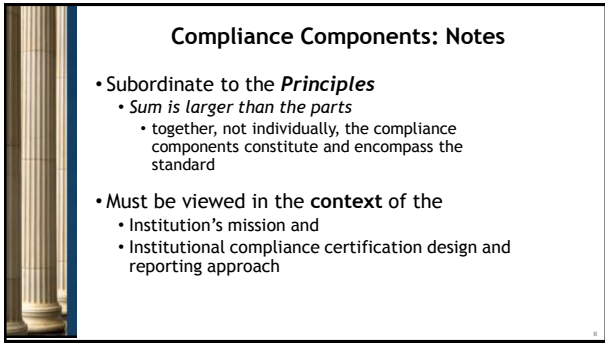 Compliance Components: Notes
• Subordinate to the Principles
• Sum is larger than the parts
• together, not individually, the compliance
components constitute and encompass the
standard
• Must be viewed in the context of the
• Institution’s mission and
• Institutional compliance certification design and
reporting approach
8